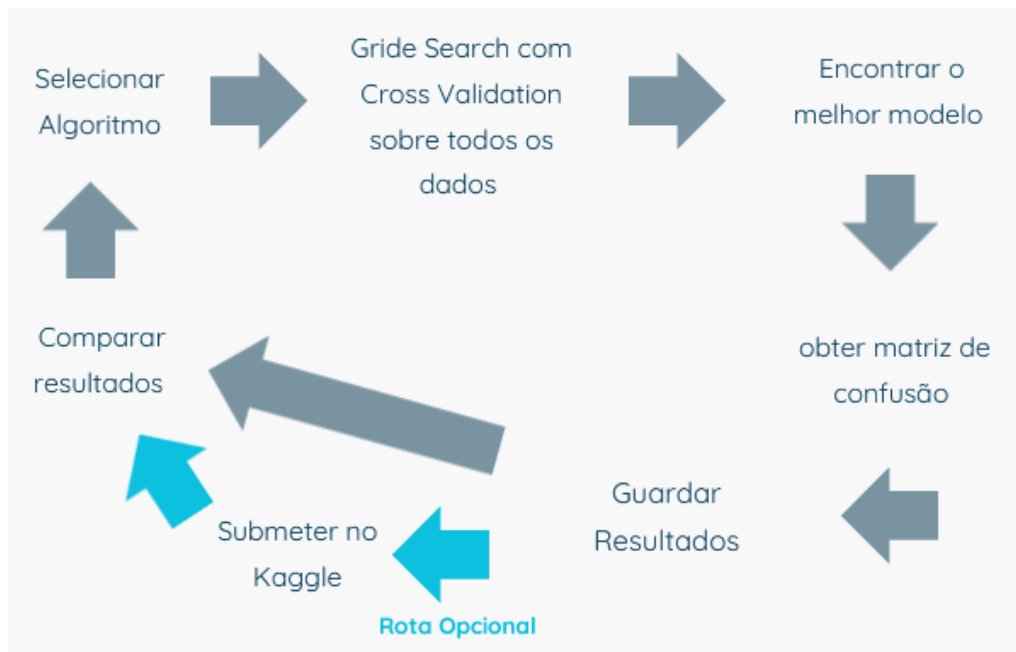 Selecionar
Algoritmo
Gride Search com
Cross Validation
sobre todos os
dados
Encontrar o
melhor modelo
obter matriz de
confusão
Guardar
Resultados
Submeter no
Kaggle
Rota Opcional
Comparar
resultados